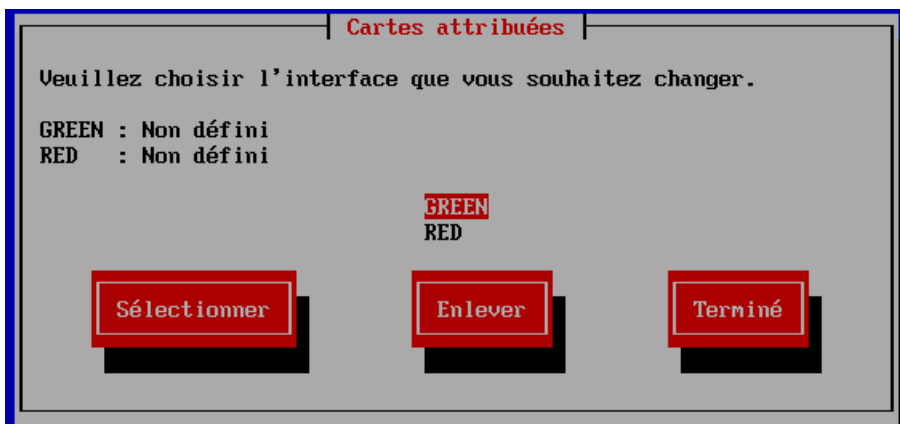 Cartes attribuées
Veuillez choisir l'interface que vous souhaitez changer.
GREEN : Non défini
RED   : Non défini
GREEN
RED
Sélectionner Enlever Terminé